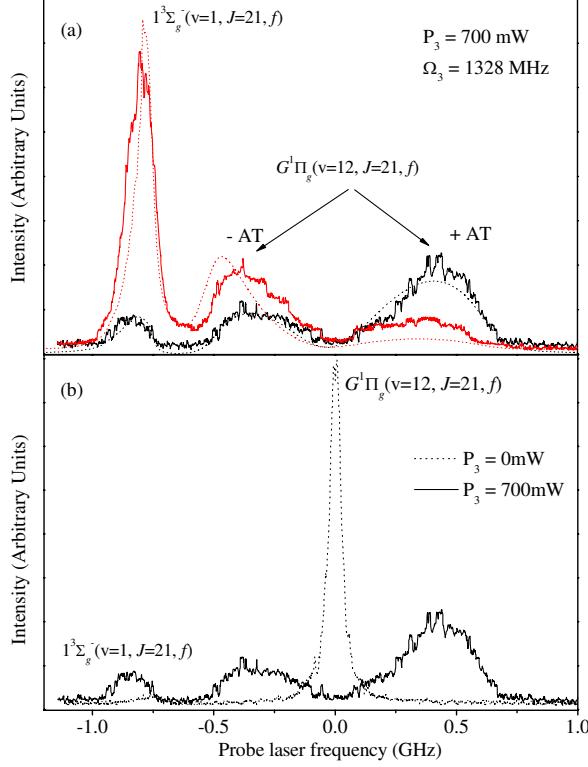 (a)
1³Σg⁻(v=1, J=21, f)
P₃ = 700 mW
Ω₃ = 1328 MHz
G¹Πg(v=12, J=21, f)
- AT
+ AT
Intensity (Arbitrary Units)
(b)
G¹Πg(v=12, J=21, f)
P₃ = 0mW
P₃ = 700mW
1³Σg⁻(v=1, J=21, f)
Intensity (Arbitrary Units)
-1.0 -0.5 0.0 0.5 1.0
Probe laser frequency (GHz)